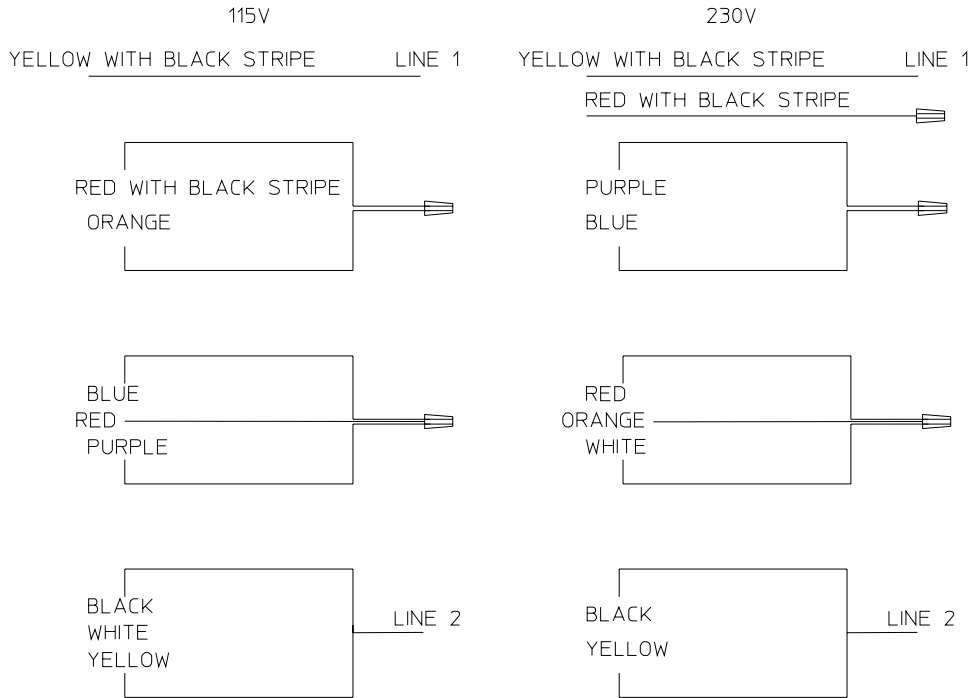 115V
YELLOW WITH BLACK STRIPE LINE 1
RED WITH BLACK STRIPE
ORANGE
BLUE
RED
PURPLE
BLACK
WHITE
YELLOW
LINE 2
230V
YELLOW WITH BLACK STRIPE LINE 1
RED WITH BLACK STRIPE
PURPLE
BLUE
RED
ORANGE
WHITE
BLACK
YELLOW
LINE 2